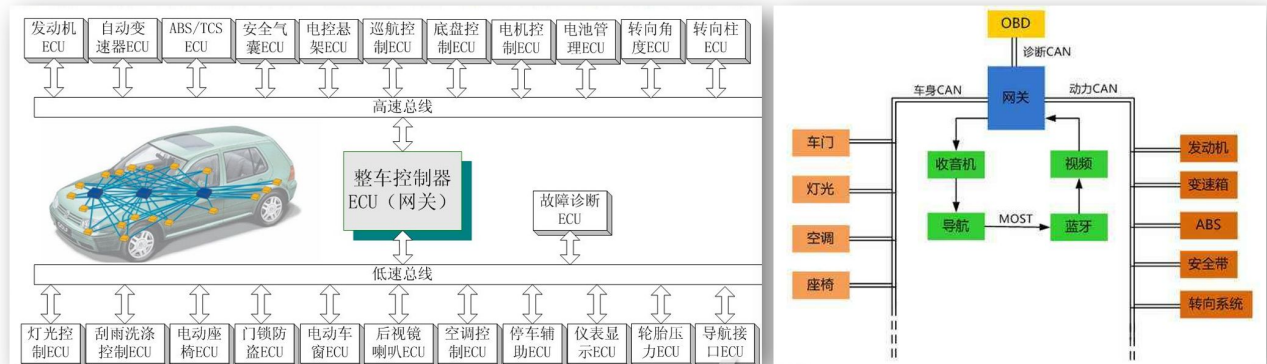 发动机
ECU
自动变
速器ECU
ABS/TCS
ECU
安全气
囊ECU
电控悬
架ECU
巡航控
制ECU
底盘控
制ECU
电机控
制ECU
电池管
理ECU
转向角
度ECU
转向柱
ECU
高速总线
整车控制器
ECU（网关）
故障诊断
ECU
低速总线
灯光控
制ECU
刮雨洗涤
控制ECU
电动座
椅ECU
门锁防
盗ECU
电动车
窗ECU
后视镜
喇叭ECU
空调控
制ECU
停车辅
助ECU
仪表显
示ECU
轮胎压
力ECU
导航接
口ECU
OBD
诊断CAN
车身CAN
网关
动力CAN
车门
灯光
空调
座椅
收音机
视频
导航
MOST
蓝牙
发动机
变速箱
ABS
安全带
转向系统